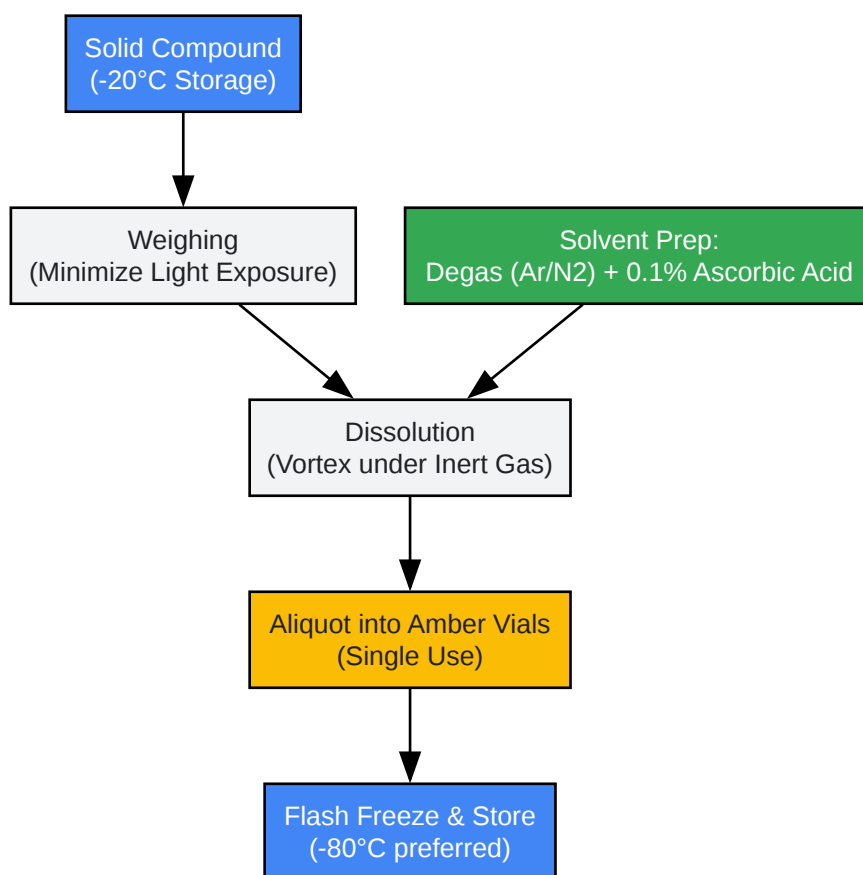 Solid Compound
(-20°C Storage)
Weighing
(Minimize Light Exposure)
Solvent Prep:
Degas (Ar/N2) + 0.1% Ascorbic Acid
Dissolution
(Vortex under Inert Gas)
Aliquot into Amber Vials
(Single Use)
Flash Freeze & Store
(-80°C preferred)